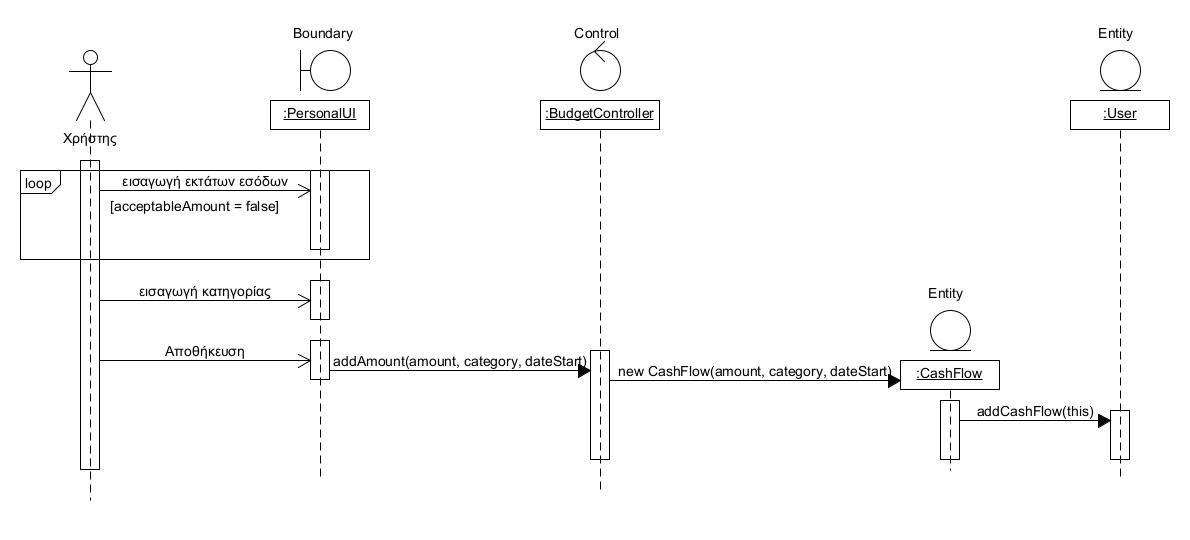 Boundary
Control
Entity
:PersonalUI
:BudgetController
:User
Χρήστης
loop
εισαγωγή εκτάτων εσόδων
[acceptableAmount = false]
εισαγωγή κατηγορίας
Entity
Αποθήκευση
addAmount(amount, category, dateStart)
new CashFlow(amount, category, dateStart)
:CashFlow
addCashFlow(this)